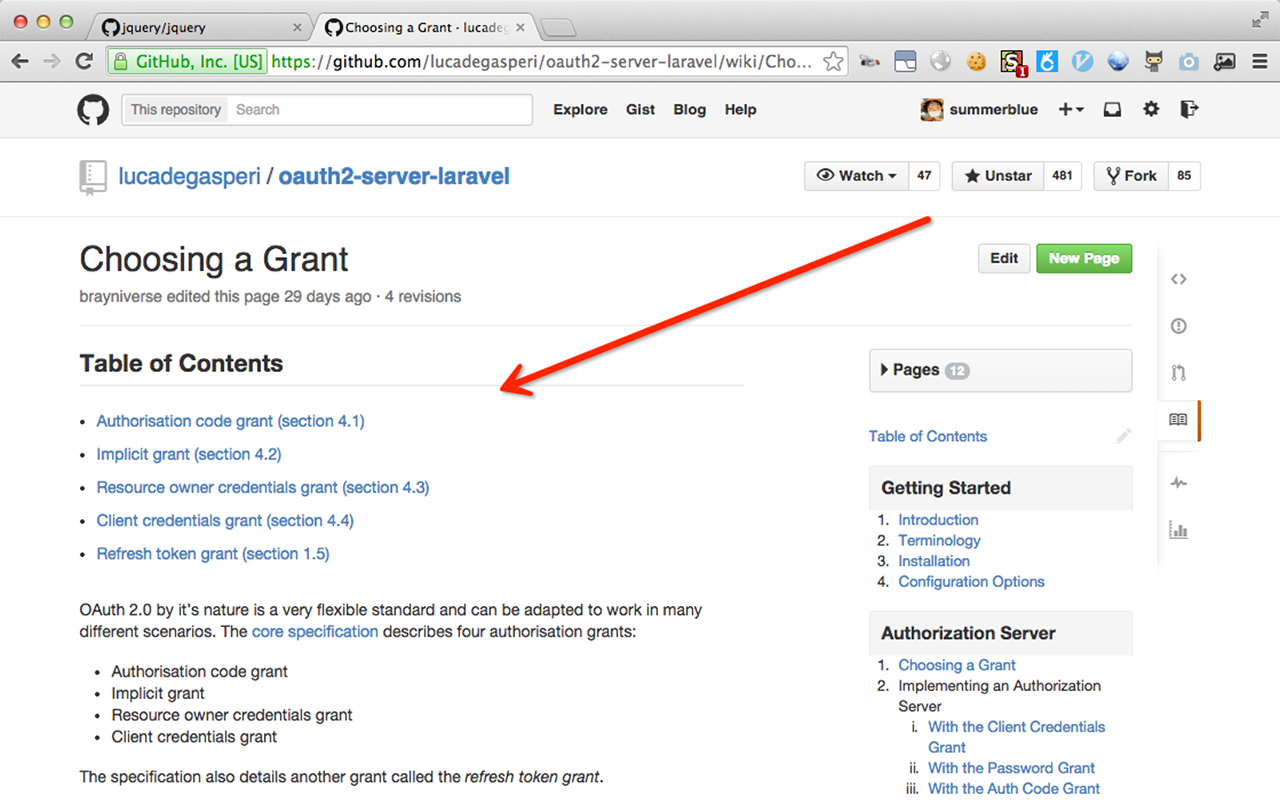 jquery/jquery
Choosing a Grant · lucadeg
GitHub, Inc. [US] https://github.com/lucadegasperi/oauth2-server-laravel/wiki/Cho...
This repository Search Explore Gist Blog Help summerblue
lucadegasperi / oauth2-server-laravel
Watch 47 Unstar 481 Fork 85
Choosing a Grant
Edit New Page
brayniverse edited this page 29 days ago · 4 revisions
Table of Contents
• Authorisation code grant (section 4.1)
• Implicit grant (section 4.2)
• Resource owner credentials grant (section 4.3)
• Client credentials grant (section 4.4)
• Refresh token grant (section 1.5)
OAuth 2.0 by it's nature is a very flexible standard and can be adapted to work in many
different scenarios. The core specification describes four authorisation grants:
• Authorisation code grant
• Implicit grant
• Resource owner credentials grant
• Client credentials grant
The specification also details another grant called the refresh token grant.
Pages 12
Table of Contents
Getting Started
1. Introduction
2. Terminology
3. Installation
4. Configuration Options
Authorization Server
1. Choosing a Grant
2. Implementing an Authorization
Server
i. With the Client Credentials
Grant
ii. With the Password Grant
iii. With the Auth Code Grant